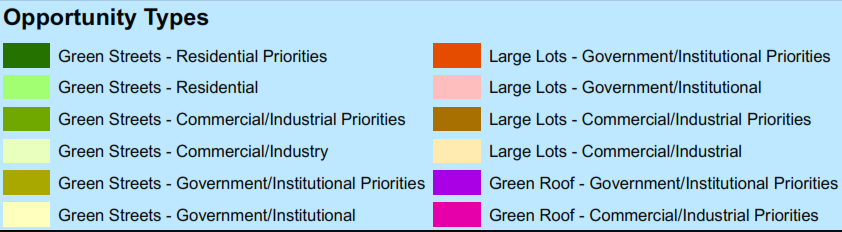 Opportunity Types
Green Streets - Residential Priorities
Green Streets - Residential
Green Streets - Commercial/Industrial Priorities
Green Streets - Commercial/Industry
Green Streets - Government/Institutional Priorities
Green Streets - Government/Institutional
Large Lots - Government/Institutional Priorities
Large Lots - Government/Institutional
Large Lots - Commercial/Industrial Priorities
Large Lots - Commercial/Industrial
Green Roof - Government/Institutional Priorities
Green Roof - Commercial/Industrial Priorities